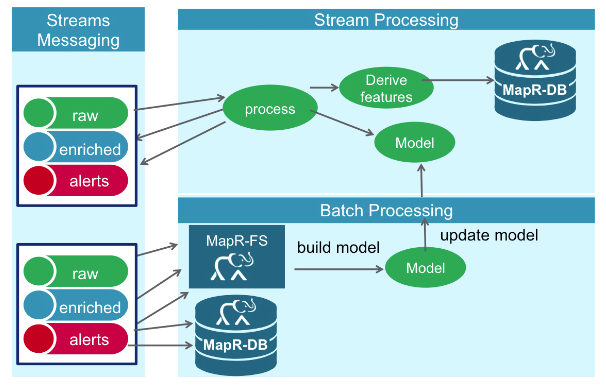 Streams
Messaging
raw
enriched
alerts
raw
enriched
alerts
Stream Processing
process
Derive
features
Model
MapR-DB
Batch Processing
MapR-FS
build model
update model
Model
MapR-DB